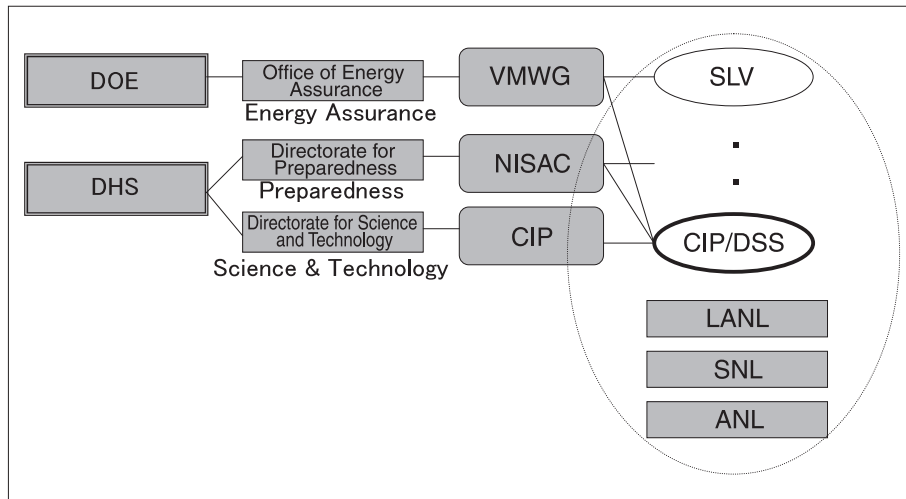 DOE
Office of Energy
Assurance
Energy Assurance
VMWG
SLV
DHS
Directorate for
Preparedness
Preparedness
NISAC
Directorate for Science
and Technology
Science & Technology
CIP
CIP/DSS
LANL
SNL
ANL